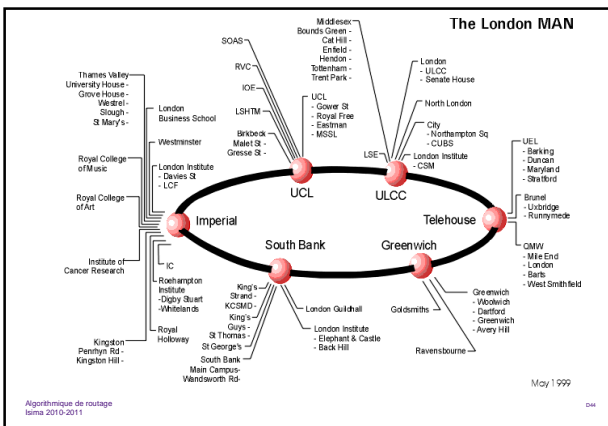 The London MAN
Middlesex
Bounds Green -
Cat Hill -
Enfield -
Hendon -
Tottenham -
Trent Park -
SOAS
RVC
IOE
LSHTM
Birkbeck
Malet St -
Gresse St -
UCL
- Gower St
- Royal Free
- Eastman
- MSSL
London
- ULCC
- Senate House
North London
City
- Northampton Sq
- CUBS
LSE
London Institute
- CSM
Thames Valley
University House -
Grove House -
Westrel -
Slough -
St Mary's -
London
Business School
Westminster
Royal College
of Music
London Institute
- Davies St
- LCF
Royal College
of Art
Institute of
Cancer Research
IC
Roehampton
Institute
- Digby Stuart
- Whitelands
Royal
Holloway
Kingston
Penrhyn Rd -
Kingston Hill -
UCL
ULCC
Imperial
Telehouse
South Bank
Greenwich
UEL
- Barking
- Duncan
- Maryland
- Stratford
Brunel
- Uxbridge
- Runnymede
QMW
- Mile End
- London
- Barts
- West Smithfield
King's
Strand -
KCSMD -
King's
Guys -
St Thomas -
St George's
South Bank
Main Campus-
Wandsworth Rd-
London Guildhall
London Institute
- Elephant & Castle
- Back Hill
Goldsmiths
Ravensbourne
Greenwich
- Woolwich
- Dartford
- Greenwich
- Avery Hill
May 1999
Algorithmique de routage
Isima 2010-2011
D44